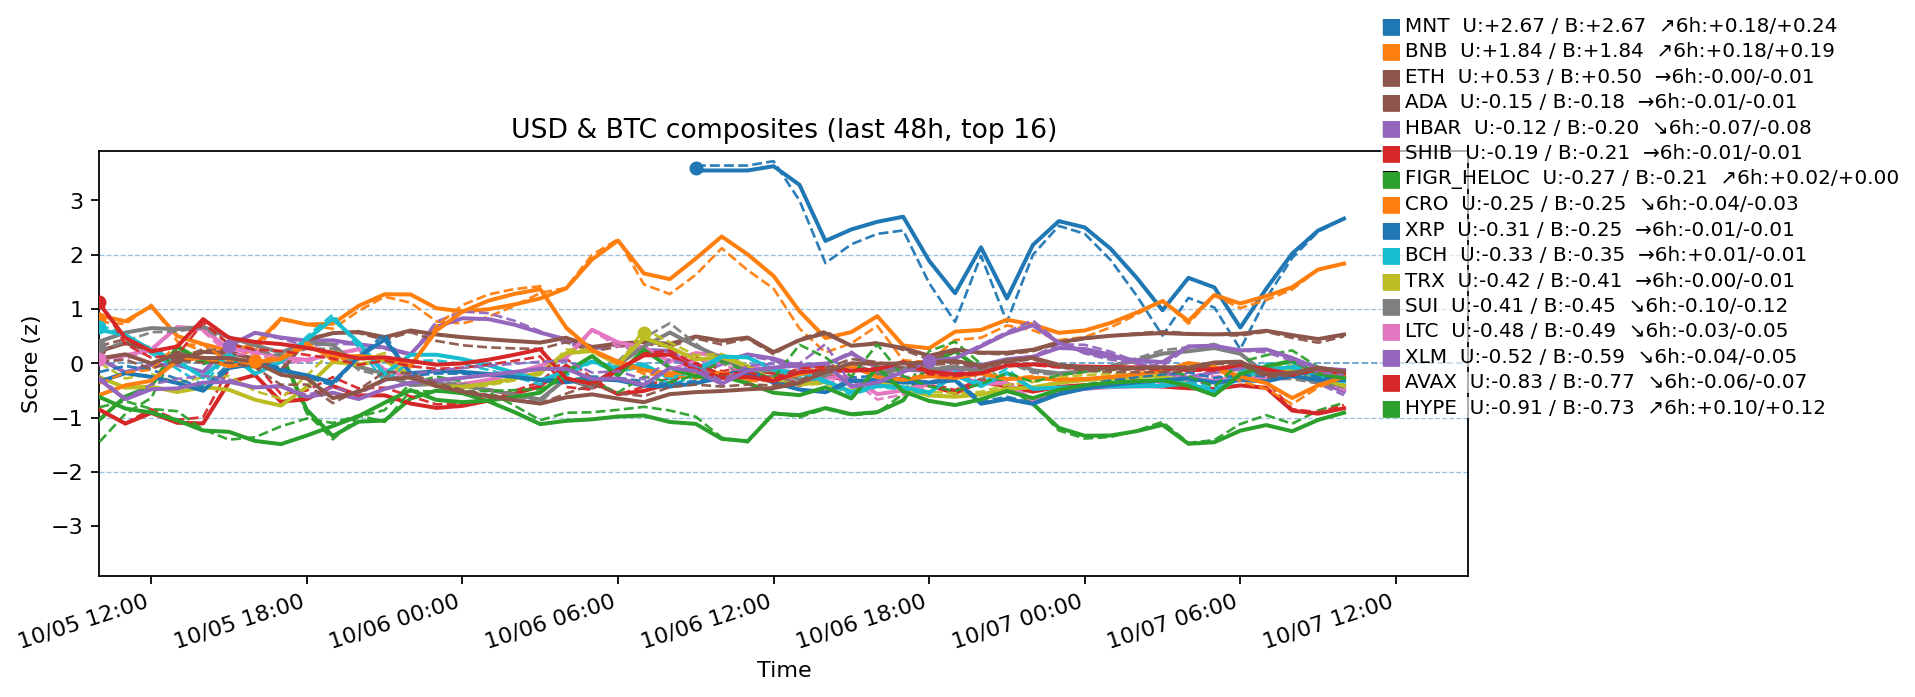 MNT  U:+2.67 / B:+2.67  ↗6h:+0.18/+0.24
BNB  U:+1.84 / B:+1.84  ↗6h:+0.18/+0.19
ETH  U:+0.53 / B:+0.50  →6h:-0.00/-0.01
ADA  U:-0.15 / B:-0.18  →6h:-0.01/-0.01
HBAR  U:-0.12 / B:-0.20  ↘6h:-0.07/-0.08
SHIB  U:-0.19 / B:-0.21  →6h:-0.01/-0.01
FIGR_HELOC  U:-0.27 / B:-0.21  ↗6h:+0.02/+0.00
CRO  U:-0.25 / B:-0.25  ↘6h:-0.04/-0.03
XRP  U:-0.31 / B:-0.25  →6h:-0.01/-0.01
BCH  U:-0.33 / B:-0.35  →6h:+0.01/-0.01
TRX  U:-0.42 / B:-0.41  →6h:-0.00/-0.01
SUI  U:-0.41 / B:-0.45  ↘6h:-0.10/-0.12
LTC  U:-0.48 / B:-0.49  ↘6h:-0.03/-0.05
XLM  U:-0.52 / B:-0.59  ↘6h:-0.04/-0.05
AVAX  U:-0.83 / B:-0.77  ↘6h:-0.06/-0.07
HYPE  U:-0.91 / B:-0.73  ↗6h:+0.10/+0.12
USD & BTC composites (last 48h, top 16)
Score (z)
3
2
1
0
−1
−2
−3
10/05 12:00
10/05 18:00
10/06 00:00
10/06 06:00
10/06 12:00
10/06 18:00
10/07 00:00
10/07 06:00
10/07 12:00
Time